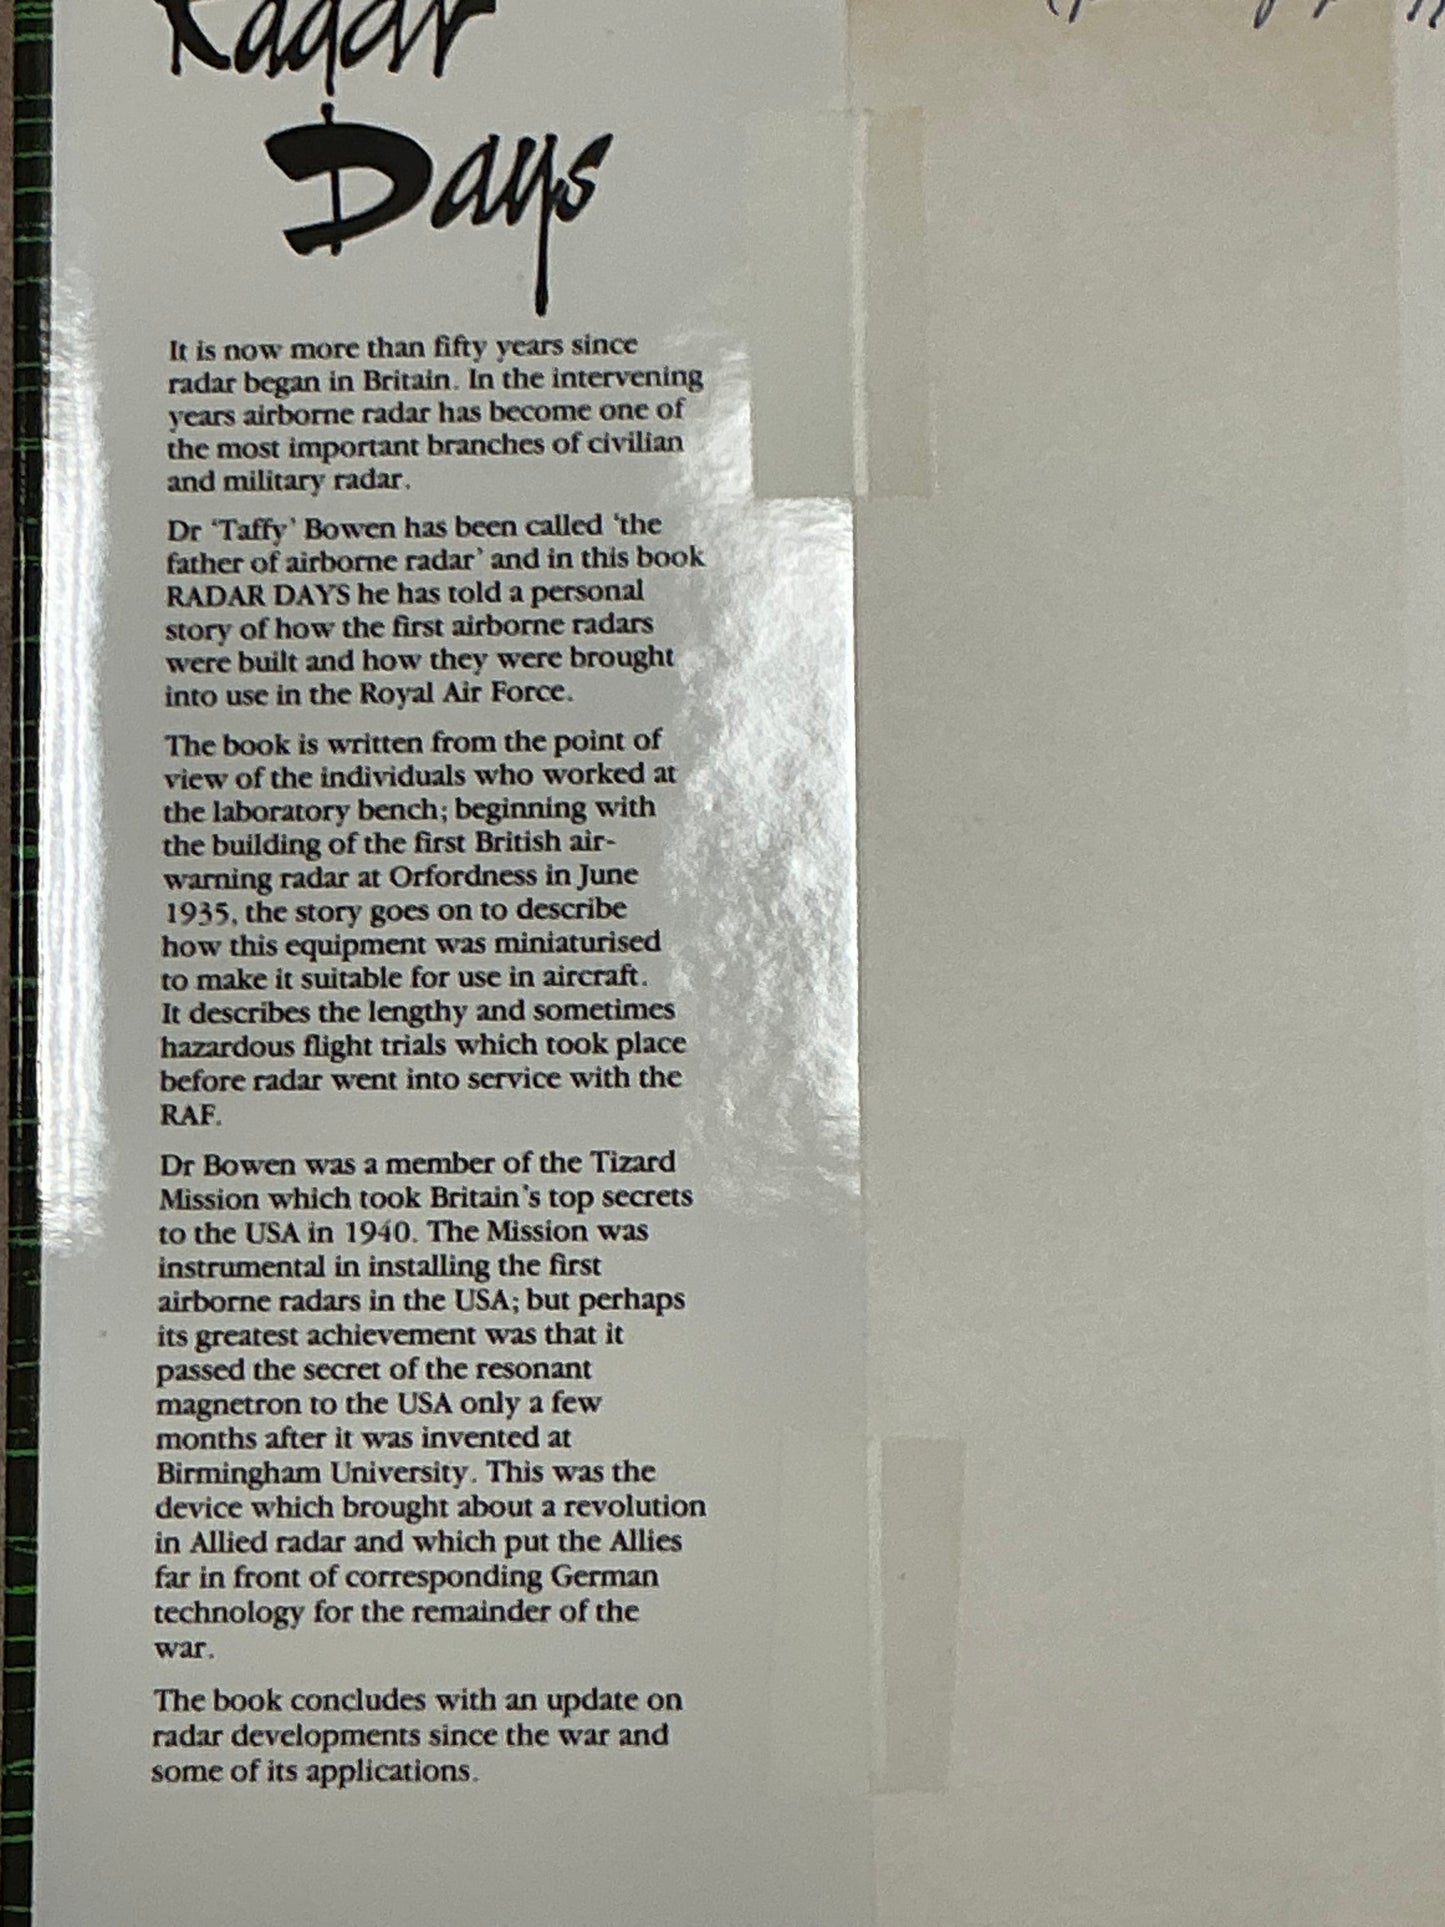 Radar
Days
It is now more than fifty years since
radar began in Britain. In the intervening
years airborne radar has become one of
the most important branches of civilian
and military radar.
Dr ‘Taffy’ Bowen has been called ‘the
father of airborne radar’ and in this book
RADAR DAYS he has told a personal
story of how the first airborne radars
were built and how they were brought
into use in the Royal Air Force.
The book is written from the point of
view of the individuals who worked at
the laboratory bench; beginning with
the building of the first British air-
warning radar at Orfordness in June
1935, the story goes on to describe
how this equipment was miniaturised
to make it suitable for use in aircraft.
It describes the lengthy and sometimes
hazardous flight trials which took place
before radar went into service with the
RAF.
Dr Bowen was a member of the Tizard
Mission which took Britain’s top secrets
to the USA in 1940. The Mission was
instrumental in installing the first
airborne radars in the USA; but perhaps
its greatest achievement was that it
passed the secret of the resonant
magnetron to the USA only a few
months after it was invented at
Birmingham University. This was the
device which brought about a revolution
in Allied radar and which put the Allies
far in front of corresponding German
technology for the remainder of the
war.
The book concludes with an update on
radar developments since the war and
some of its applications.